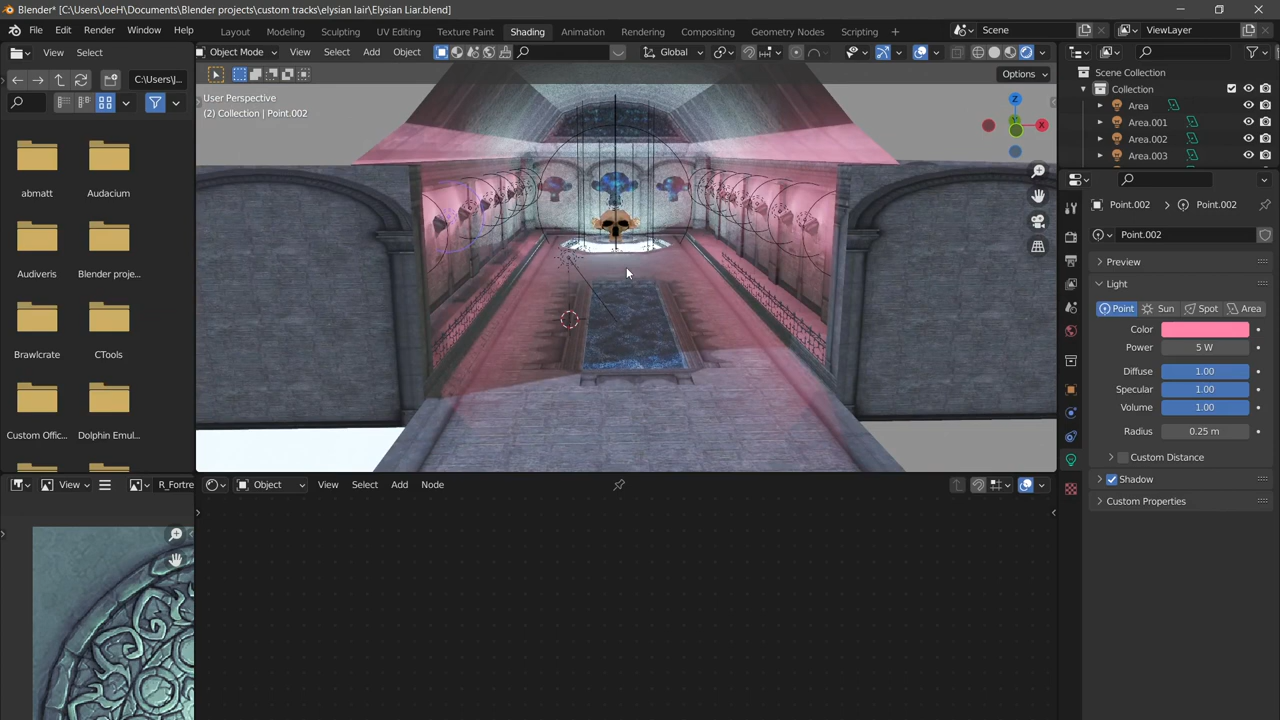 Blender* [C:\Users\JoeH\Documents\Blender projects\custom tracks\elysian lair\Elysian Liar.blend]
File Edit Render Window Help Layout Modeling Sculpting UV Editing Texture Paint Shading Animation Rendering Compositing Geometry Nodes Scripting Scene ViewLayer
View Select Object Mode View Select Add Object Global
C:\Users\J... Options
User Perspective
(2) Collection | Point.002
Z
Y
X
abmatt Audacium
Audiveris Blender proje...
Brawlcrate CTools
Custom Offic... Dolphin Emul...
Scene Collection
Collection
Area
Area.001
Area.002
Area.003
Point.002 Point.002
Point.002
Preview
Light
Point Sun Spot Area
Color
Power 5 W
Diffuse 1.00
Specular 1.00
Volume 1.00
Radius 0.25 m
Custom Distance
Shadow
Custom Properties
View R_Fortre
Object View Select Add Node